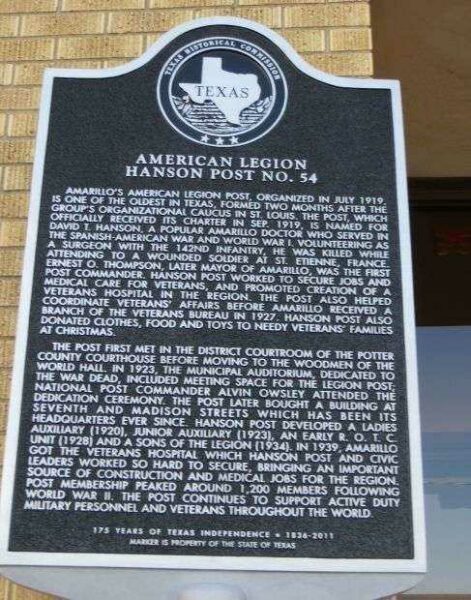 TEXAS HISTORICAL COMMISSION
TEXAS
AMERICAN LEGION
HANSON POST NO. 54
AMARILLO'S AMERICAN LEGION POST, ORGANIZED IN JULY 1919,
IS ONE OF THE OLDEST IN TEXAS, FORMED TWO MONTHS AFTER THE
GROUP'S ORGANIZATIONAL CAUCUS IN ST. LOUIS. THE POST, WHICH
OFFICIALLY RECEIVED ITS CHARTER IN SEP. 1919, IS NAMED FOR
DAVID T. HANSON, A POPULAR AMARILLO DOCTOR WHO SERVED IN
THE SPANISH-AMERICAN WAR AND WORLD WAR I. VOLUNTEERING AS
A SURGEON WITH THE 142ND INFANTRY, HE WAS KILLED WHILE
ATTENDING TO A WOUNDED SOLDIER AT ST. ETIENNE, FRANCE.
ERNEST O. THOMPSON, LATER MAYOR OF AMARILLO, WAS THE FIRST
POST COMMANDER. HANSON POST WORKED TO SECURE JOBS AND
MEDICAL CARE FOR VETERANS, AND PROMOTED CREATION OF A
VETERANS HOSPITAL IN THE REGION. THE POST ALSO HELPED
COORDINATE VETERANS' AFFAIRS BEFORE AMARILLO RECEIVED A
BRANCH OF THE VETERANS BUREAU IN 1927. HANSON POST ALSO
DONATED CLOTHES, FOOD AND TOYS TO NEEDY VETERANS' FAMILIES
AT CHRISTMAS.
THE POST FIRST MET IN THE DISTRICT COURTROOM OF THE POTTER
COUNTY COURTHOUSE BEFORE MOVING TO THE WOODMEN OF THE
WORLD HALL. IN 1923, THE MUNICIPAL AUDITORIUM, DEDICATED TO
THE WAR DEAD, INCLUDED MEETING SPACE FOR THE LEGION POST;
NATIONAL POST COMMANDER ALVIN OWSLEY ATTENDED THE
DEDICATION CEREMONY. THE POST LATER BOUGHT A BUILDING AT
SEVENTH AND MADISON STREETS WHICH HAS BEEN ITS
HEADQUARTERS EVER SINCE. HANSON POST DEVELOPED A LADIES
AUXILIARY (1920), JUNIOR AUXILIARY (1923), AN EARLY R. O. T. C.
UNIT (1928) AND A SONS OF THE LEGION (1934). IN 1939, AMARILLO
GOT THE VETERANS HOSPITAL WHICH HANSON POST AND CIVIC
LEADERS WORKED SO HARD TO SECURE, BRINGING AN IMPORTANT
SOURCE OF CONSTRUCTION AND MEDICAL JOBS FOR THE REGION.
POST MEMBERSHIP PEAKED AROUND 1,200 MEMBERS FOLLOWING
WORLD WAR II. THE POST CONTINUES TO SUPPORT ACTIVE DUTY
MILITARY PERSONNEL AND VETERANS THROUGHOUT THE WORLD.
175 YEARS OF TEXAS INDEPENDENCE * 1836-2011
MARKER IS PROPERTY OF THE STATE OF TEXAS